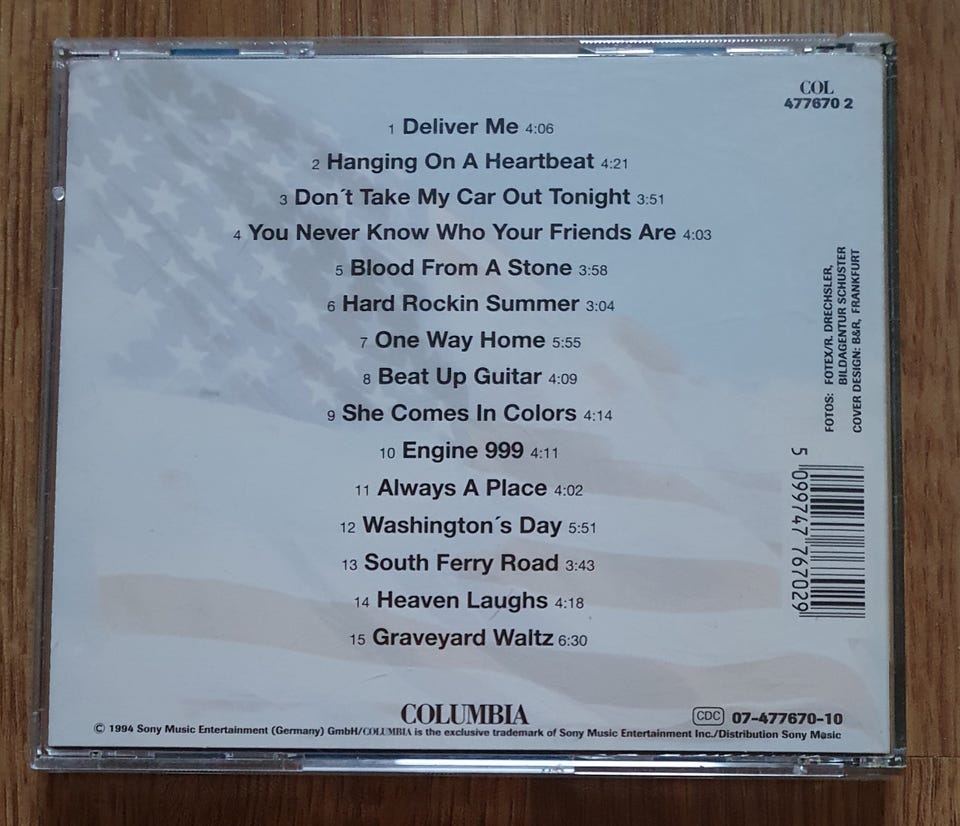 COL
477670 2
1 Deliver Me 4:06
2 Hanging On A Heartbeat 4:21
3 Don´t Take My Car Out Tonight 3:51
4 You Never Know Who Your Friends Are 4:03
5 Blood From A Stone 3:58
6 Hard Rockin Summer 3:04
7 One Way Home 5:55
8 Beat Up Guitar 4:09
9 She Comes In Colors 4:14
10 Engine 999 4:11
11 Always A Place 4:02
12 Washington´s Day 5:51
13 South Ferry Road 3:43
14 Heaven Laughs 4:18
15 Graveyard Waltz 6:30
FOTOS: FOTEX/R. DRECHSLER,
BILDAGENTUR SCHUSTER
COVER DESIGN: B&R, FRANKFURT
5 099747 767029
COLUMBIA
CDC 07-477670-10
© 1994 Sony Music Entertainment (Germany) GmbH/COLUMBIA is the exclusive trademark of Sony Music Entertainment Inc./Distribution Sony Music